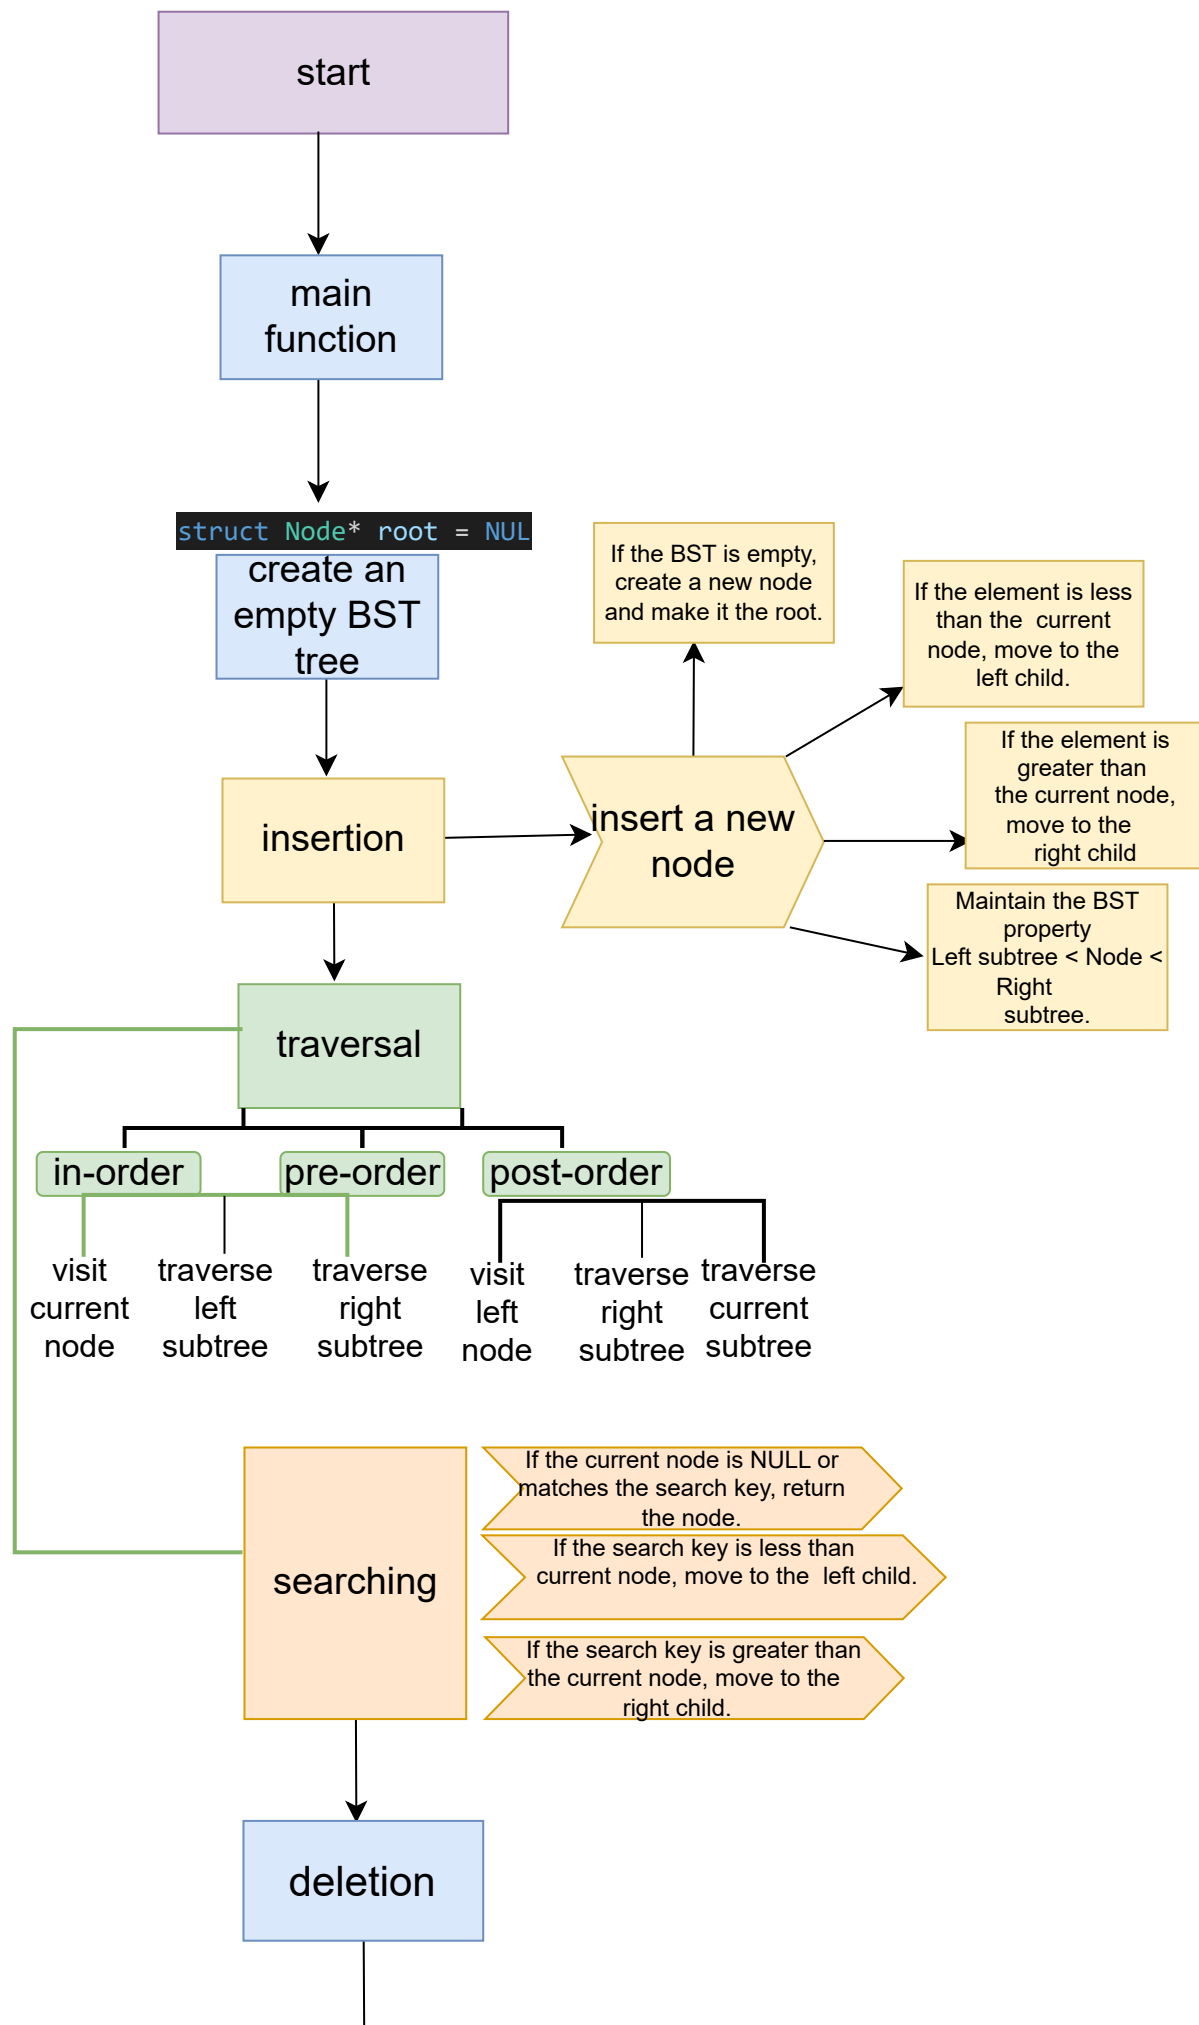 start
main
function
struct Node* root = NUL
create an
empty BST
tree
If the BST is empty,
create a new node
and make it the root.
If the element is less
than the current
node, move to the
left child.
If the element is
greater than
the current node,
move to the
right child
insertion
insert a new
node
Maintain the BST
property
Left subtree < Node <
Right
subtree.
traversal
in-order
pre-order
post-order
visit
current
node
traverse
left
subtree
traverse
right
subtree
visit
left
node
traverse
right
subtree
traverse
current
subtree
searching
If the current node is NULL or
matches the search key, return
the node.
If the search key is less than
current node, move to the left child.
If the search key is greater than
the current node, move to the
right child.
deletion